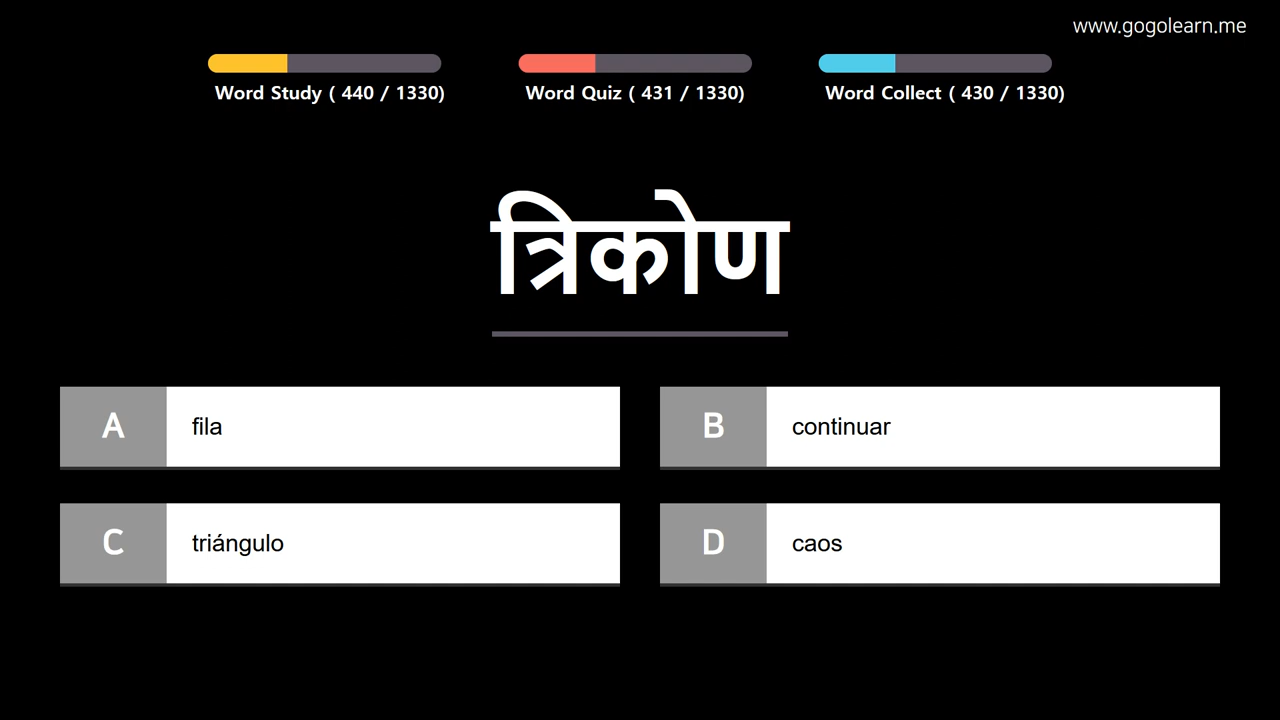 www.gogolearn.me
Word Study ( 440 / 1330)
Word Quiz ( 431 / 1330)
Word Collect ( 430 / 1330)
त्रिकोण
A fila
B continuar
C triángulo
D caos